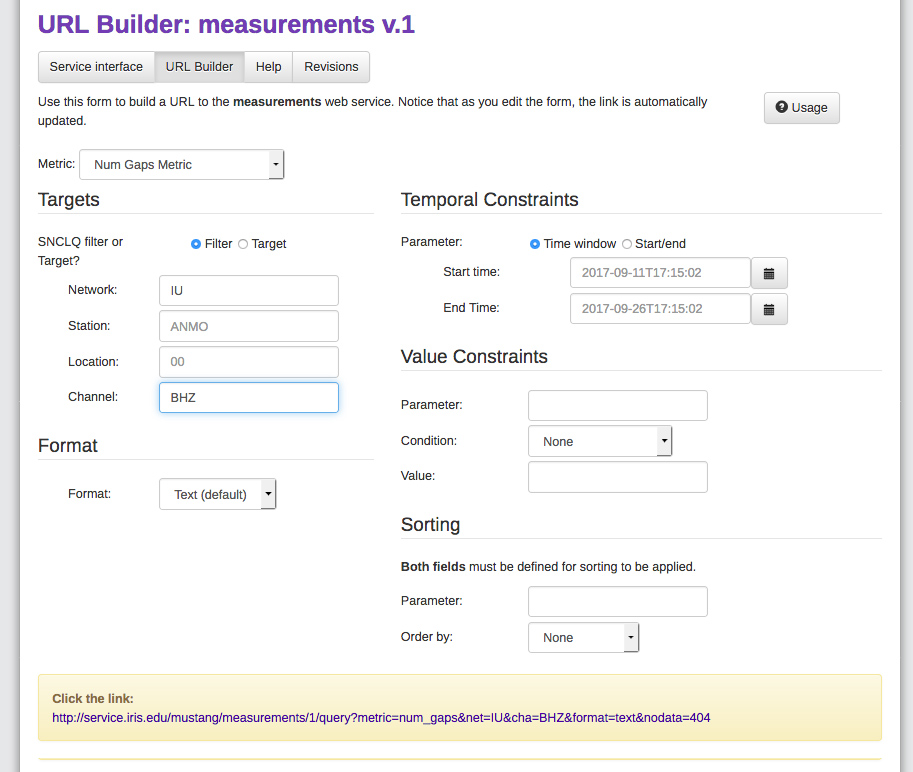 URL Builder: measurements v.1
Service interface
URL Builder
Help
Revisions
Use this form to build a URL to the measurements web service. Notice that as you edit the form, the link is automatically
updated.
Usage
Metric: Num Gaps Metric
Targets
SNCLQ filter or
Target?
Filter Target
Network: IU
Station: ANMO
Location: 00
Channel: BHZ
Format
Format: Text (default)
Temporal Constraints
Parameter: Time window Start/end
Start time: 2017-09-11T17:15:02
End Time: 2017-09-26T17:15:02
Value Constraints
Parameter:
Condition: None
Value:
Sorting
Both fields must be defined for sorting to be applied.
Parameter:
Order by: None
Click the link:
http://service.iris.edu/mustang/measurements/1/query?metric=num_gaps&net=IU&cha=BHZ&format=text&nodata=404